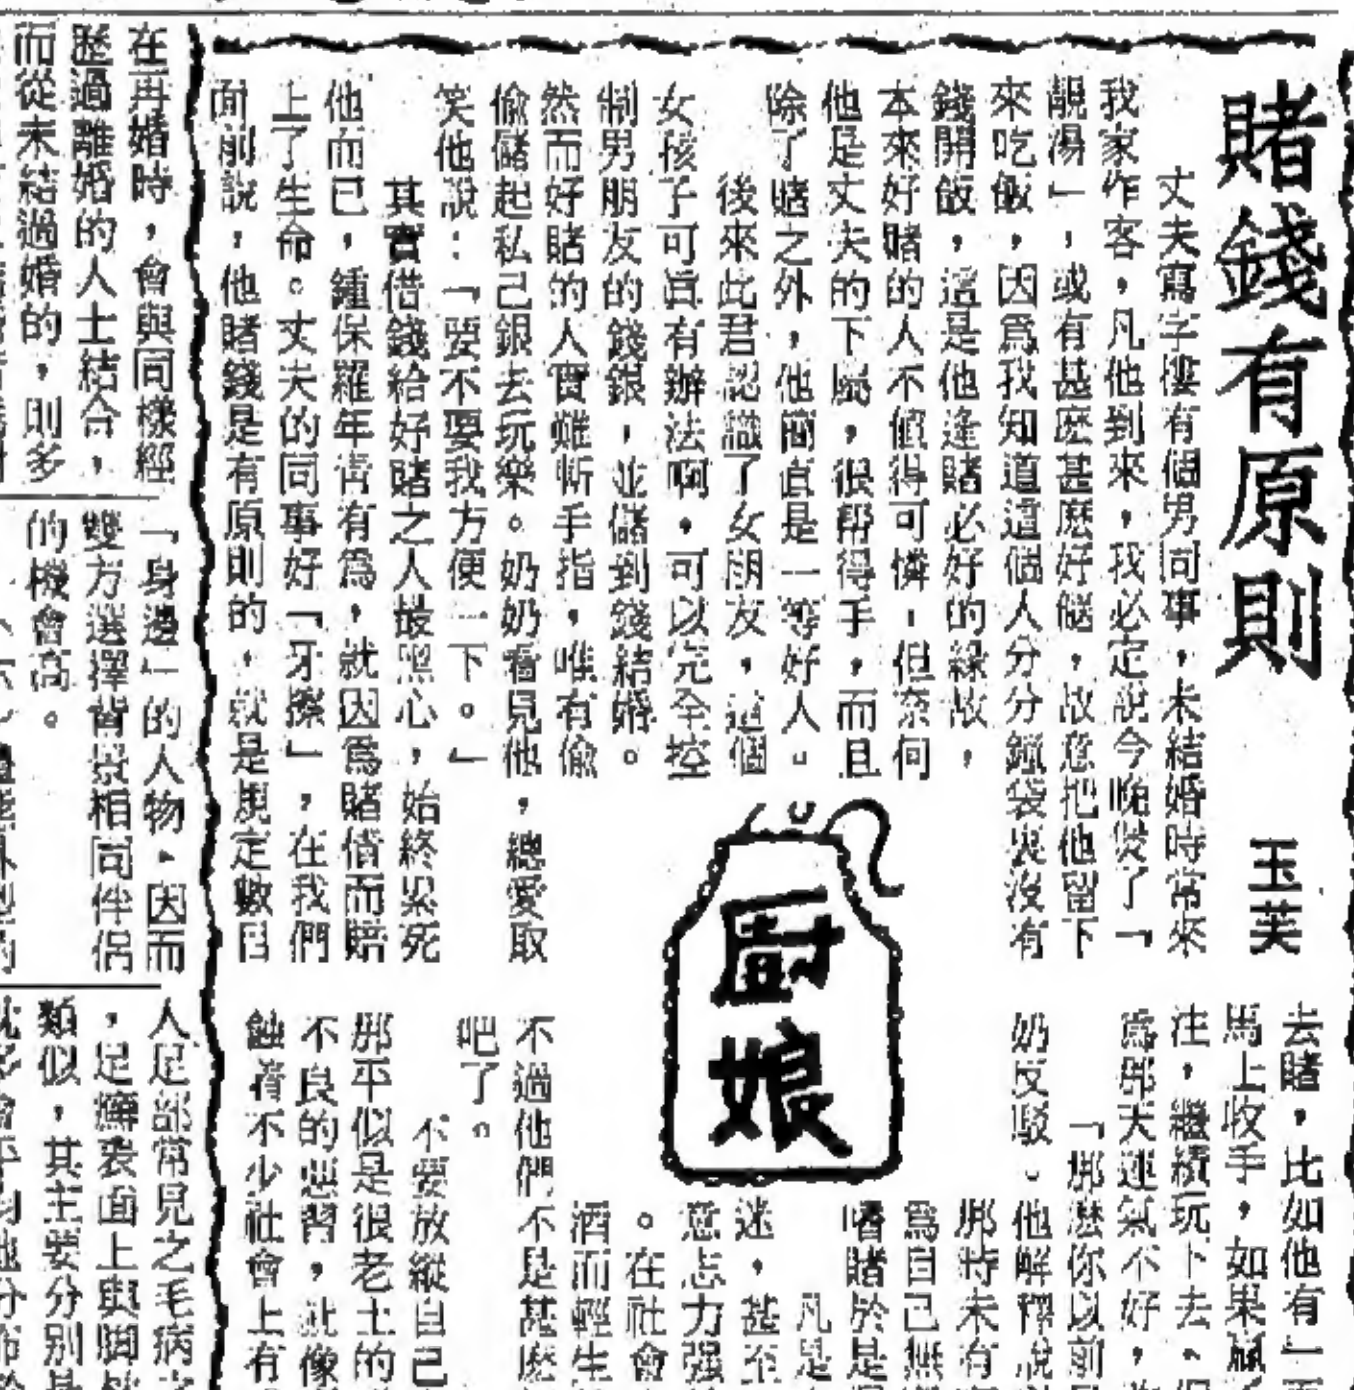 賭錢有原則
玉芙
丈夫寫字樓有個男同事，未結婚時常來
我家作客，凡他到來，我必定說今晚煲了「
靚湯」，或有甚麼甚麼好餸，故意把他留下
來吃飯，因爲我知道這個人分分鐘袋裏沒有
錢開飯，這是他逢賭必好的緣故，
本來好賭的人不值得可憐，但奈何
他是丈夫的下屬，很帮得手，而且
除了賭之外，他簡直是一等好人。
後來此君認識了女朋友，這個
女孩子可眞有辦法啊，可以完全控
制男朋友的錢銀，並儲到錢結婚。
然而好賭的人實難斬手指，唯有偸
偸儲起私己銀去玩樂。奶奶看見他，總愛取
笑他說：「要不要我方便一下。」
其實借錢給好賭之人最黑心，始終累死
他而已，鍾保羅年靑有爲，就因爲賭債而賠
上了生命。丈夫的同事好「牙擦」，在我們
面前說，他賭錢是有原則的，就是規定數目
廚娘
去賭，比如他有一
馬上收手，如果贏
注，繼續玩下去，
爲那天運氣不好，
「那麼你以前
奶反駁。他解釋說
那時未有
爲自己無
嗜賭於是
凡是
迷，甚至
意志力强
。在社會
酒而輕生
不過他們不是甚麽
吧了。
不要放縱自己
那平似是很老土的
不良的惡習，就像
蝕着不少社會上有
在再婚時，會與同樣經
歷過離婚的人士結合，
而從未結過婚的，則多
「身邊」的人物，因而
雙方選擇背景相同伴侶
的機會高。
人足部常見之毛病
，足癬表面上與脚
類似，其主要分別